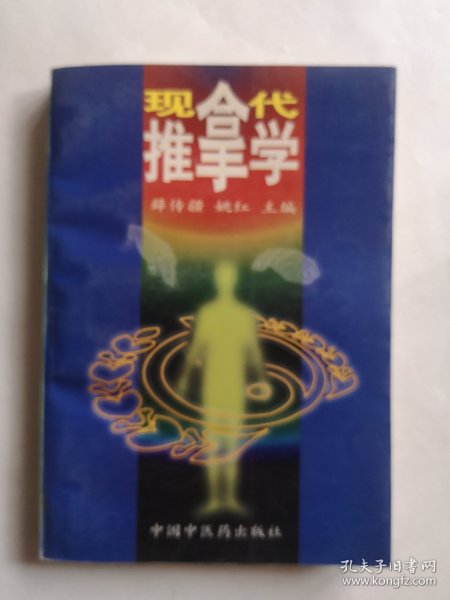 现代
推拿学
薛传疆 姚红 主编
中国中医药出版社
孔夫子旧书网
www.kongfz.com